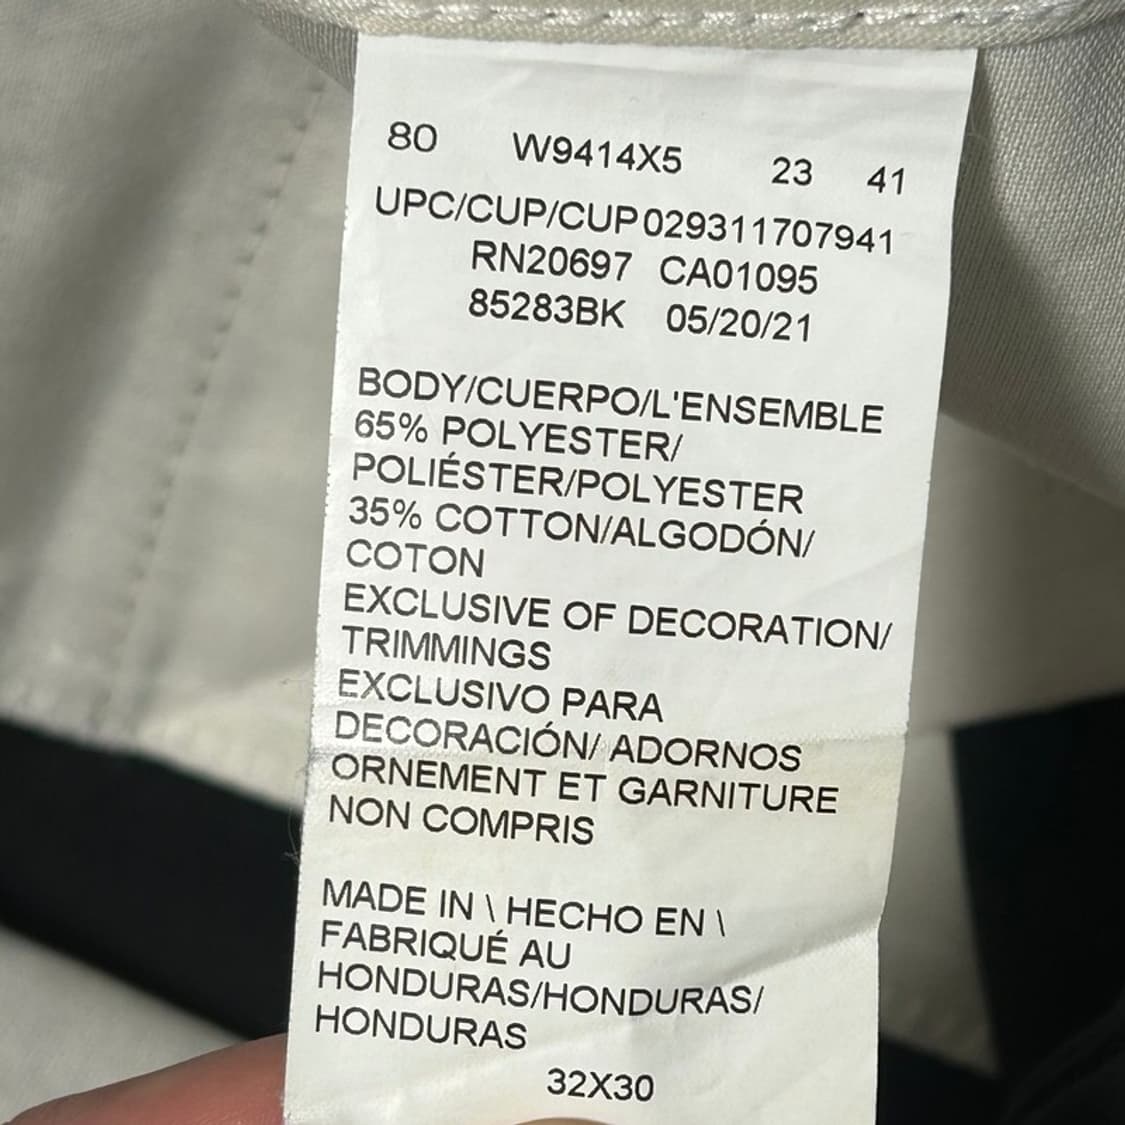 80 W9414X5 23 41
UPC/CUP/CUP029311707941
RN20697 CA01095
85283BK 05/20/21
BODY/CUERPO/L'ENSEMBLE
65% POLYESTER/
POLIÉSTER/POLYESTER
35% COTTON/ALGODÓN/
COTON
EXCLUSIVE OF DECORATION/
TRIMMINGS
EXCLUSIVO PARA
DECORACIÓN/ ADORNOS
ORNEMENT ET GARNITURE
NON COMPRIS
MADE IN \ HECHO EN \
FABRIQUÉ AU
HONDURAS/HONDURAS/
HONDURAS
32X30